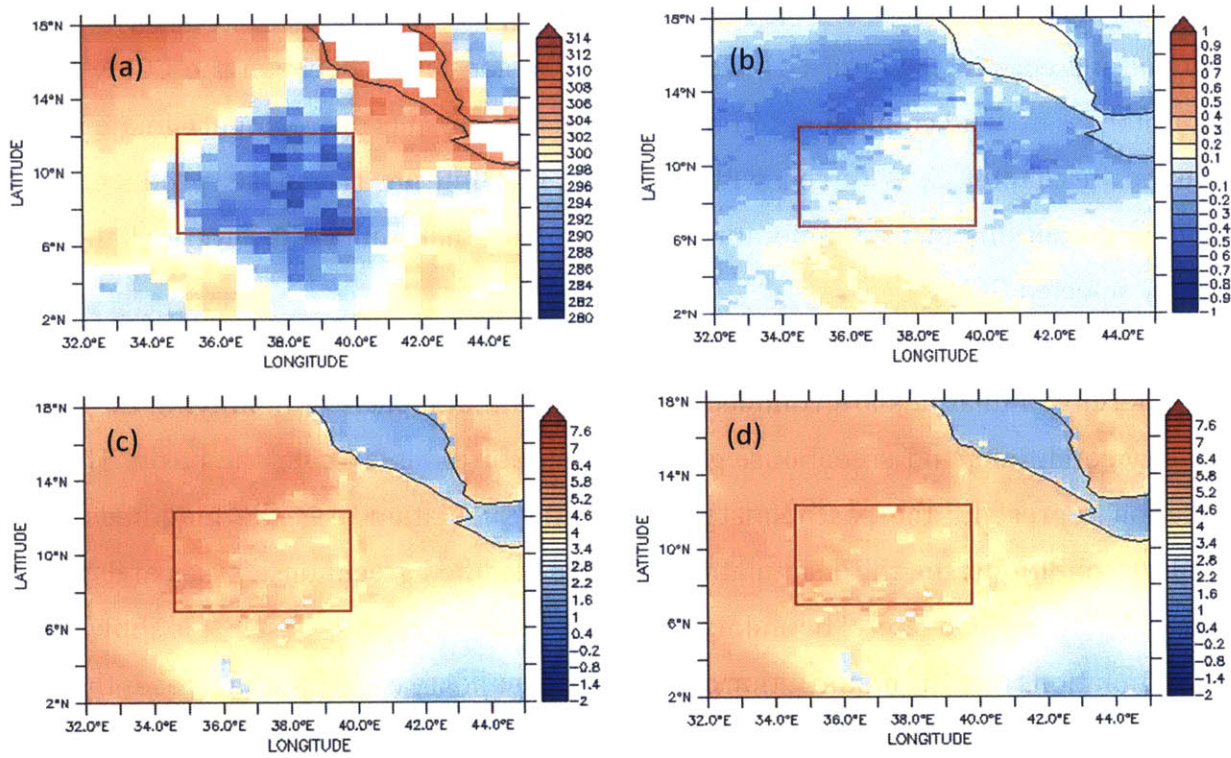 (a)
18°N
14°N
10°N
6°N
2°N
LATITUDE
32.0°E 34.0°E 36.0°E 38.0°E 40.0°E 42.0°E 44.0°E
LONGITUDE
314
312
310
308
306
304
302
300
298
296
294
292
290
288
286
284
282
280
(b)
18°N
14°N
10°N
6°N
2°N
LATITUDE
32.0°E 34.0°E 36.0°E 38.0°E 40.0°E 42.0°E 44.0°E
LONGITUDE
1
0.9
0.8
0.7
0.6
0.5
0.4
0.3
0.2
0.1
0
-0.1
-0.2
-0.3
-0.4
-0.5
-0.6
-0.7
-0.8
-0.9
-1
(c)
18°N
14°N
10°N
6°N
2°N
LATITUDE
32.0°E 34.0°E 36.0°E 38.0°E 40.0°E 42.0°E 44.0°E
LONGITUDE
7.6
7
6.4
5.8
5.2
4.6
4
3.4
2.8
2.2
1.6
1
0.4
-0.2
-0.8
-1.4
-2
(d)
18°N
14°N
10°N
6°N
2°N
LATITUDE
32.0°E 34.0°E 36.0°E 38.0°E 40.0°E 42.0°E 44.0°E
LONGITUDE
7.6
7
6.4
5.8
5.2
4.6
4
3.4
2.8
2.2
1.6
1
0.4
-0.2
-0.8
-1.4
-2